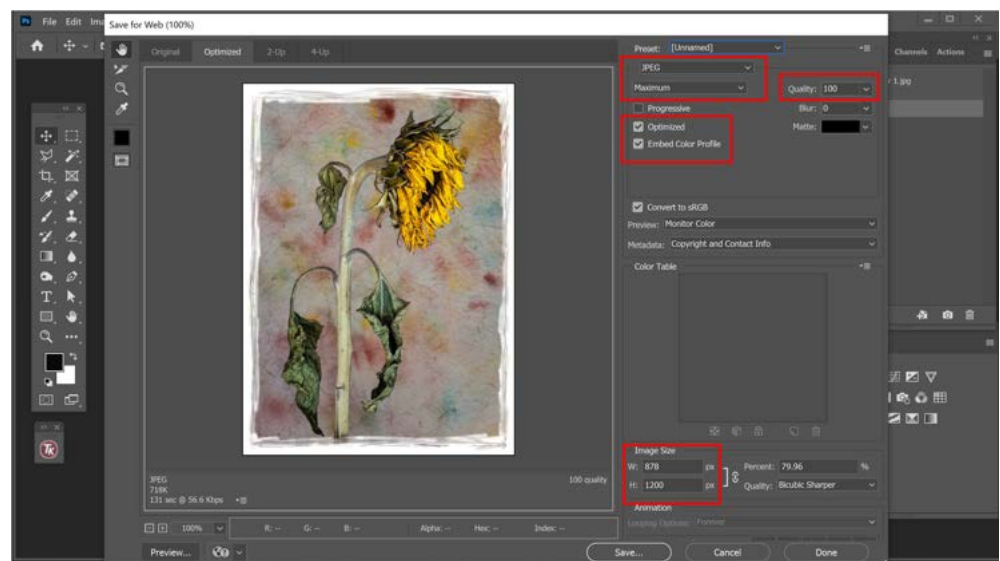 File Edit
Save for Web (100%)
Original Optimized 2-Up 4-Up
Preset: [Unnamed]
JPEG
Maximum
Quality: 100
Progressive
Blur: 0
Optimized
Matte:
Embed Color Profile
Convert to sRGB
Preview: Monitor Color
Metadata: Copyright and Contact Info
Color Table
Image Size
W: 878 px
Percent: 79.96 %
H: 1200 px
Quality: Bicubic Sharper
Animation
Looping Options: Forever
JPEG
100 quality
718K
131 sec @ 56.6 Kbps
100%
R: --
G: --
B: --
Alpha: --
Hex: --
Index: --
Preview...
Save...
Cancel
Done
Channels Actions
1.jpg
Ps
T
TK